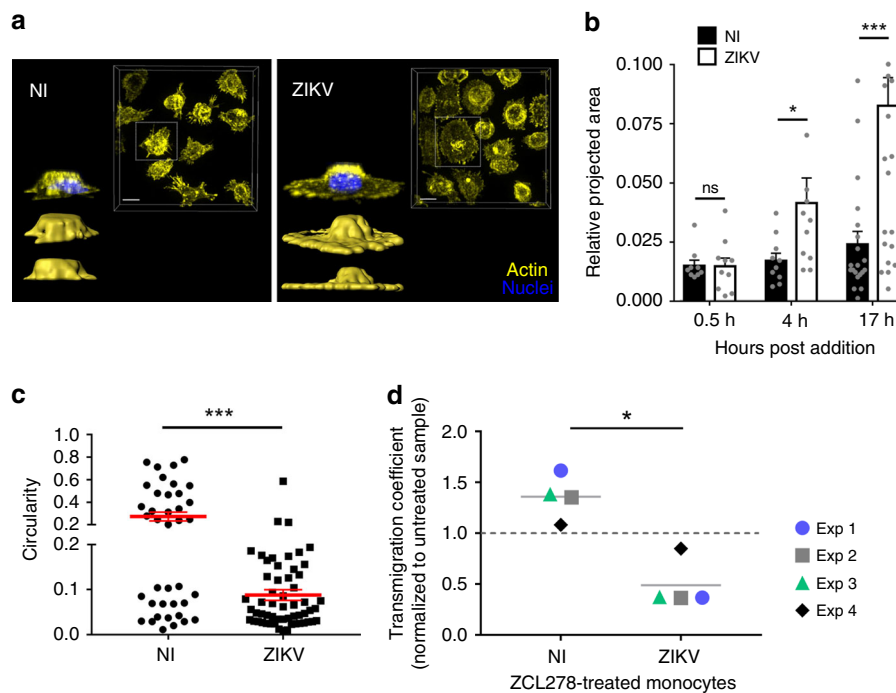 a
NI
ZIKV
Actin
Nuclei
b
NI
ZIKV
***
*
ns
Relative projected area
0.100
0.075
0.050
0.025
0.000
0.5 h
4 h
17 h
Hours post addition
c
***
Circularity
1.0
0.8
0.6
0.4
0.2
0.2
0.1
0.0
NI
ZIKV
d
*
Transmigration coefficient
(normalized to untreated sample)
2.0
1.5
1.0
0.5
0.0
NI
ZIKV
ZCL278-treated monocytes
Exp 1
Exp 2
Exp 3
Exp 4